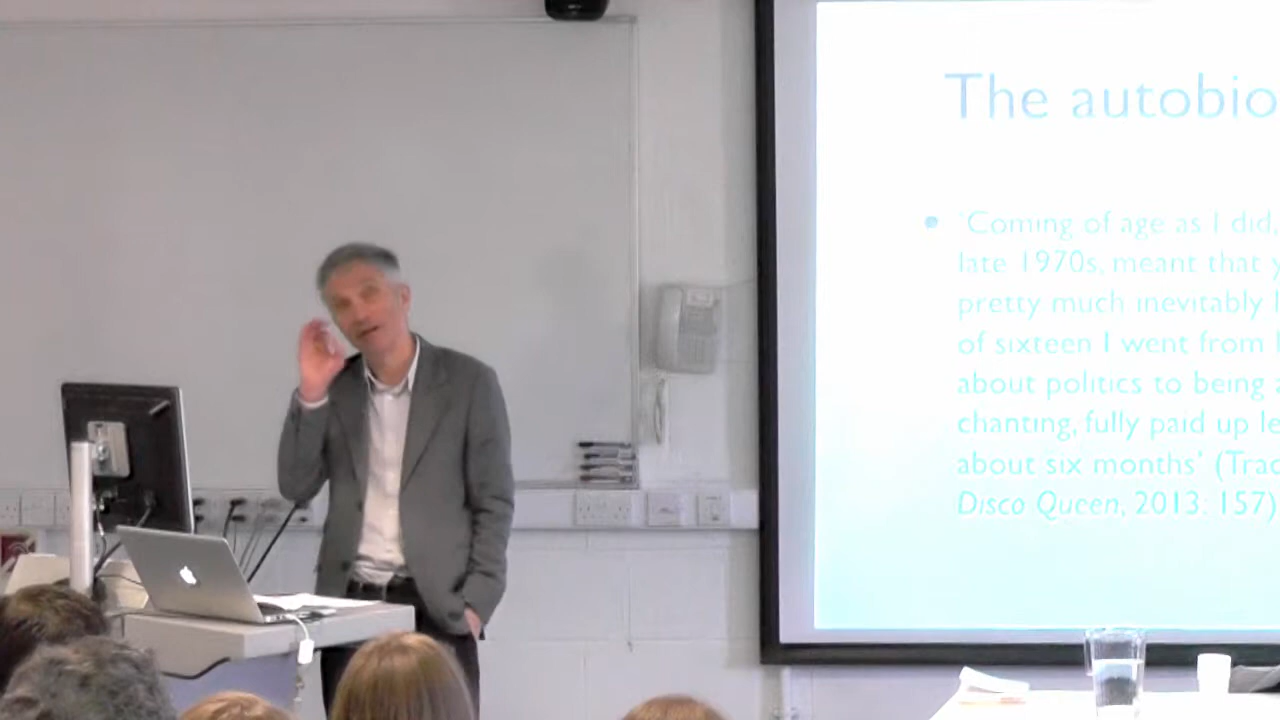 The autobio
• 'Coming of age as I did,
late 1970s, meant that y
pretty much inevitably
of sixteen I went from
about politics to being a
chanting, fully paid up le
about six months' (Trac
Disco Queen, 2013: 157)